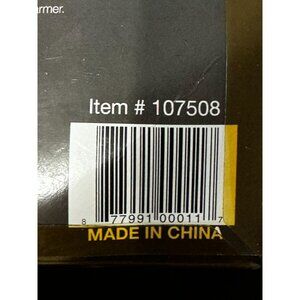 armer.
Item # 107508
8 77991 00011 7
MADE IN CHINA